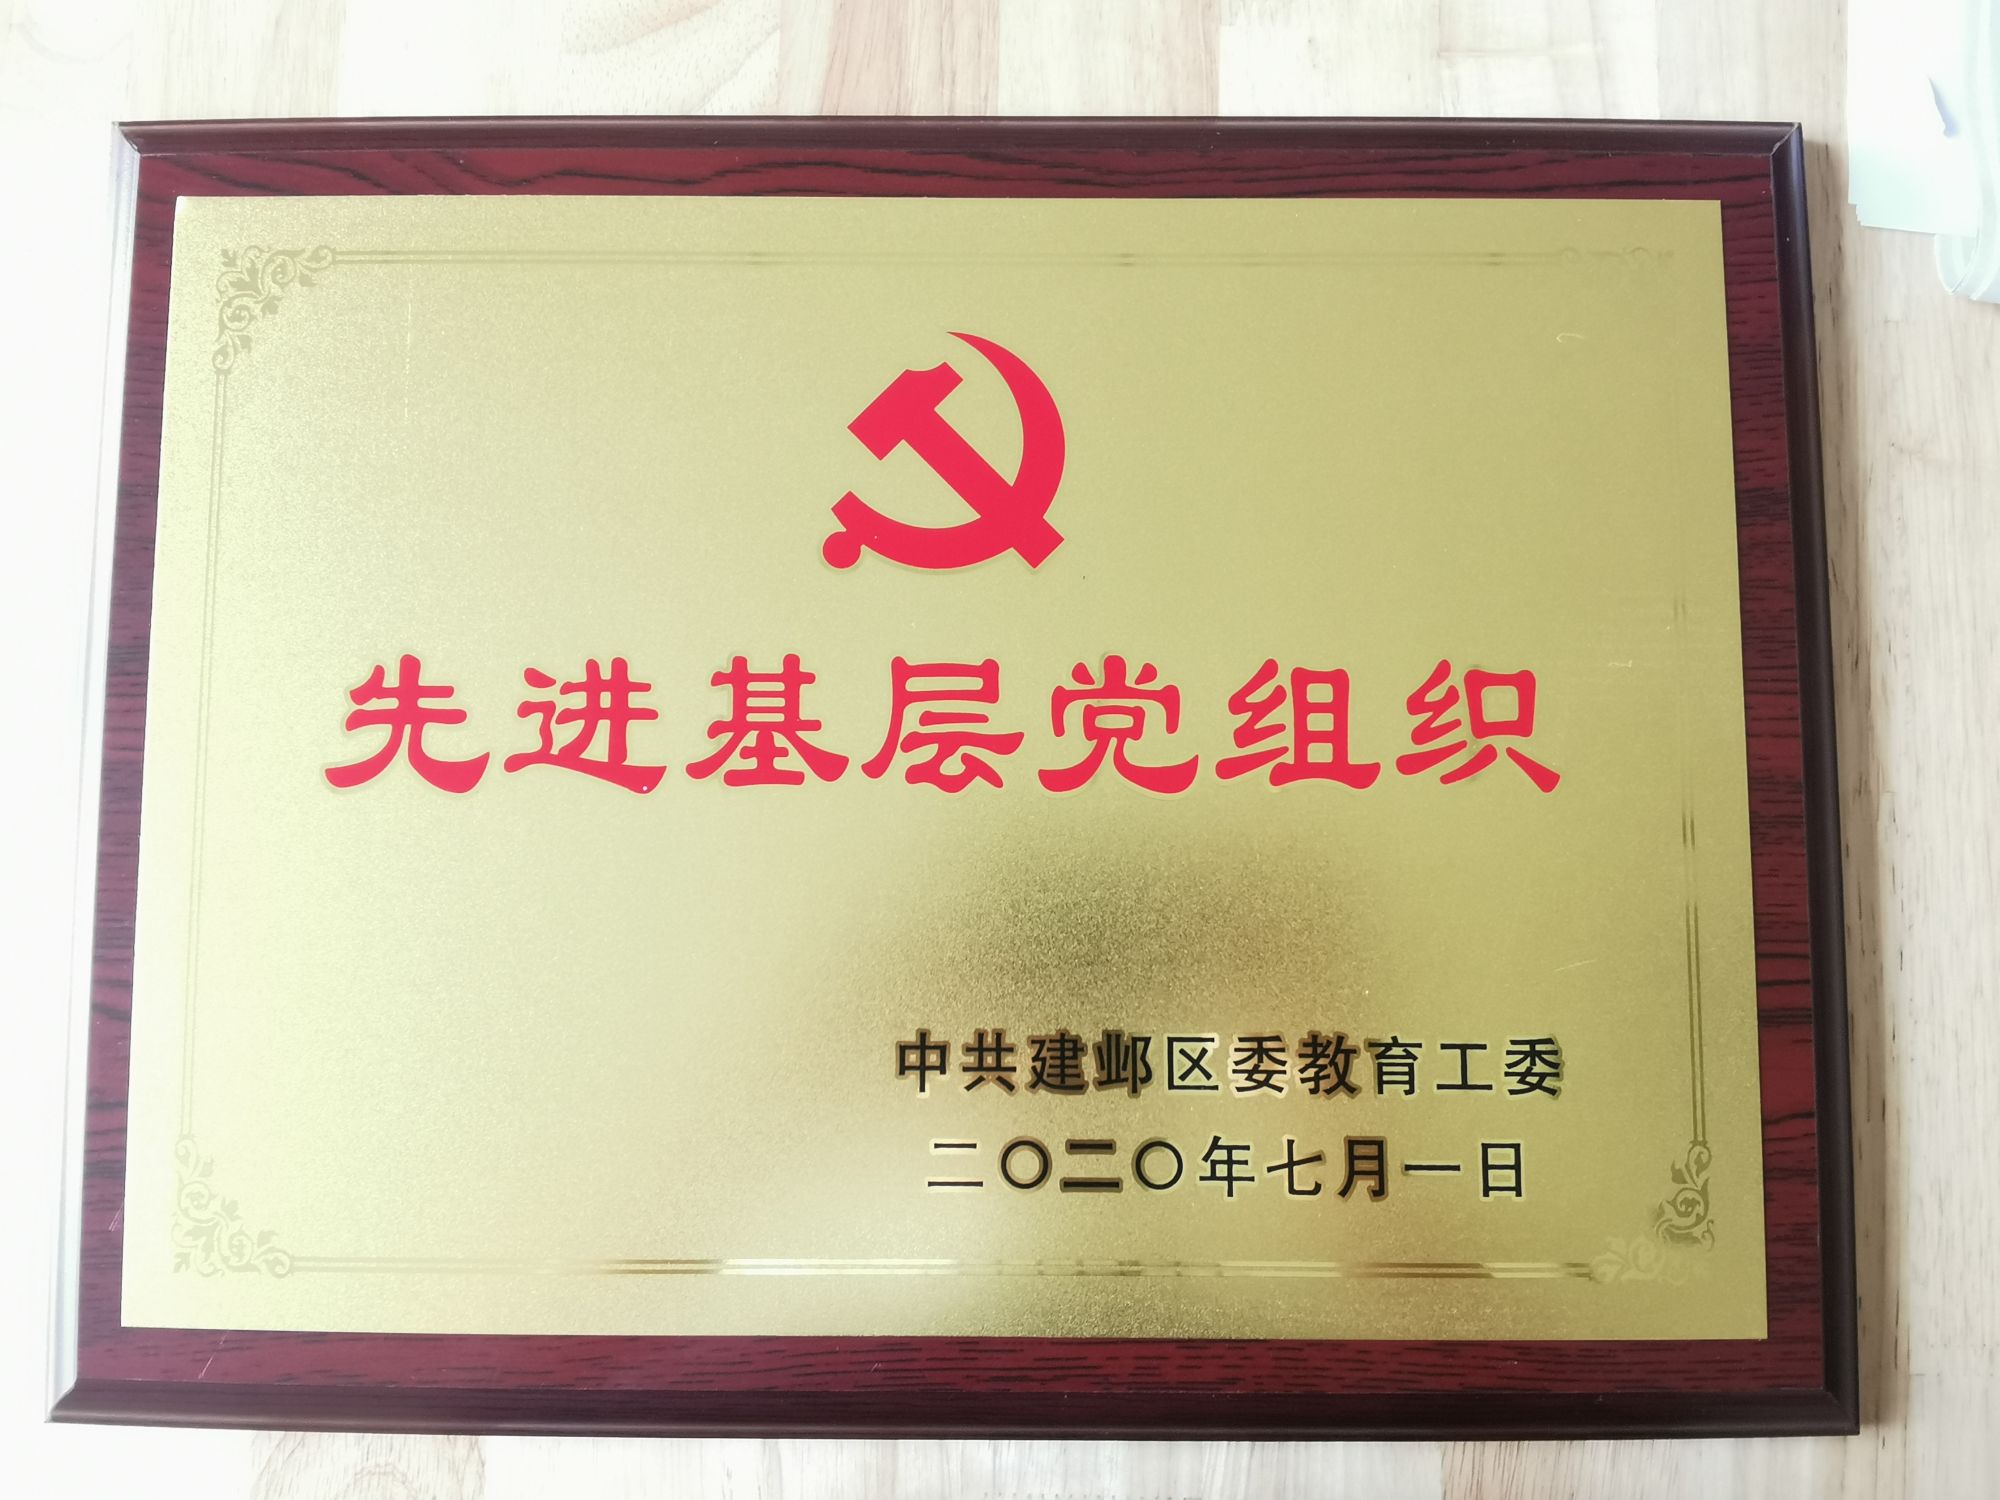 先进基层党组织
中共建邺区委教育工委
二〇二〇年七月一日